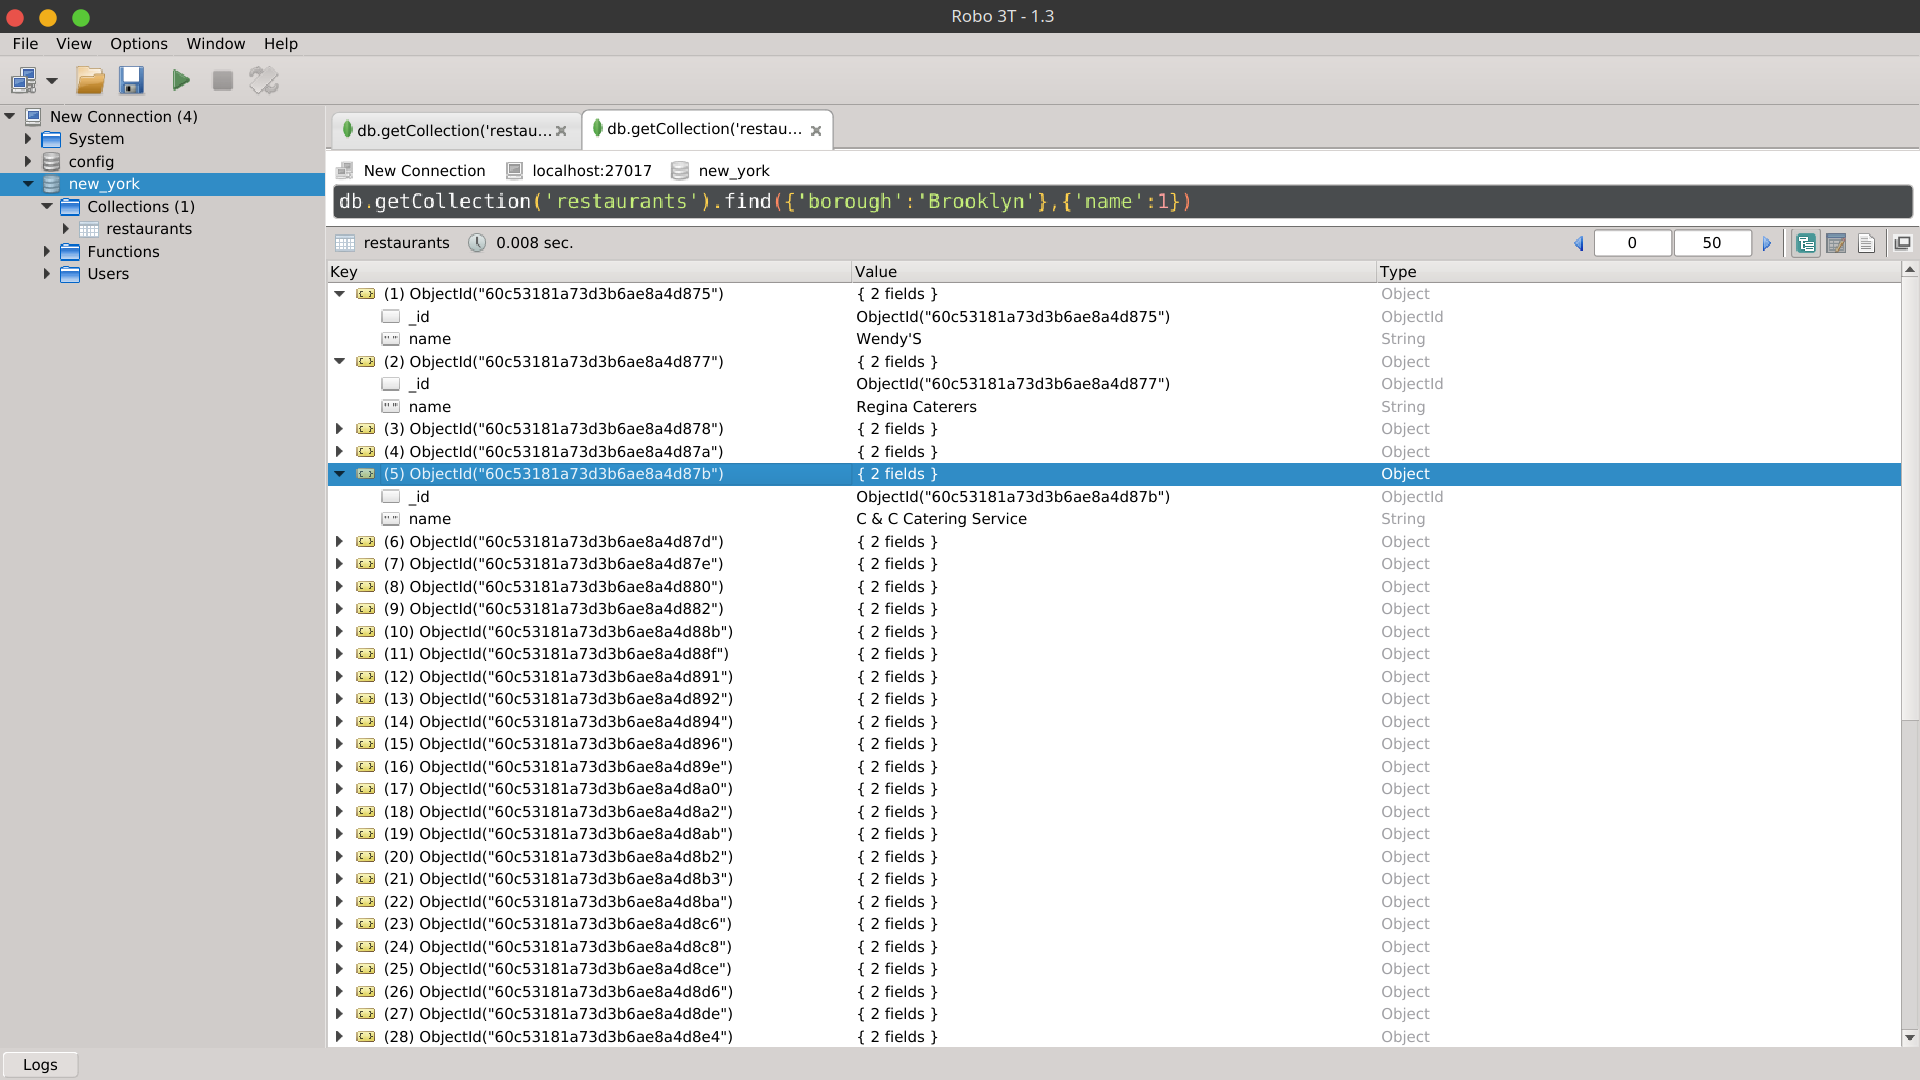 Robo 3T - 1.3
File View Options Window Help
New Connection (4)
System
config
new_york
Collections (1)
restaurants
Functions
Users
db.getCollection('restau... db.getCollection('restau...
New Connection localhost:27017 new_york
db.getCollection('restaurants').find({'borough':'Brooklyn'},{'name':1})
restaurants 0.008 sec. 0 50
Key Value Type
(1) ObjectId("60c53181a73d3b6ae8a4d875") { 2 fields } Object
_id ObjectId("60c53181a73d3b6ae8a4d875") ObjectId
name Wendy'S String
(2) ObjectId("60c53181a73d3b6ae8a4d877") { 2 fields } Object
_id ObjectId("60c53181a73d3b6ae8a4d877") ObjectId
name Regina Caterers String
(3) ObjectId("60c53181a73d3b6ae8a4d878") { 2 fields } Object
(4) ObjectId("60c53181a73d3b6ae8a4d87a") { 2 fields } Object
(5) ObjectId("60c53181a73d3b6ae8a4d87b") { 2 fields } Object
_id ObjectId("60c53181a73d3b6ae8a4d87b") ObjectId
name C & C Catering Service String
(6) ObjectId("60c53181a73d3b6ae8a4d87d") { 2 fields } Object
(7) ObjectId("60c53181a73d3b6ae8a4d87e") { 2 fields } Object
(8) ObjectId("60c53181a73d3b6ae8a4d880") { 2 fields } Object
(9) ObjectId("60c53181a73d3b6ae8a4d882") { 2 fields } Object
(10) ObjectId("60c53181a73d3b6ae8a4d88b") { 2 fields } Object
(11) ObjectId("60c53181a73d3b6ae8a4d88f") { 2 fields } Object
(12) ObjectId("60c53181a73d3b6ae8a4d891") { 2 fields } Object
(13) ObjectId("60c53181a73d3b6ae8a4d892") { 2 fields } Object
(14) ObjectId("60c53181a73d3b6ae8a4d894") { 2 fields } Object
(15) ObjectId("60c53181a73d3b6ae8a4d896") { 2 fields } Object
(16) ObjectId("60c53181a73d3b6ae8a4d89e") { 2 fields } Object
(17) ObjectId("60c53181a73d3b6ae8a4d8a0") { 2 fields } Object
(18) ObjectId("60c53181a73d3b6ae8a4d8a2") { 2 fields } Object
(19) ObjectId("60c53181a73d3b6ae8a4d8ab") { 2 fields } Object
(20) ObjectId("60c53181a73d3b6ae8a4d8b2") { 2 fields } Object
(21) ObjectId("60c53181a73d3b6ae8a4d8b3") { 2 fields } Object
(22) ObjectId("60c53181a73d3b6ae8a4d8ba") { 2 fields } Object
(23) ObjectId("60c53181a73d3b6ae8a4d8c6") { 2 fields } Object
(24) ObjectId("60c53181a73d3b6ae8a4d8c8") { 2 fields } Object
(25) ObjectId("60c53181a73d3b6ae8a4d8ce") { 2 fields } Object
(26) ObjectId("60c53181a73d3b6ae8a4d8d6") { 2 fields } Object
(27) ObjectId("60c53181a73d3b6ae8a4d8de") { 2 fields } Object
(28) ObjectId("60c53181a73d3b6ae8a4d8e4") { 2 fields } Object
Logs